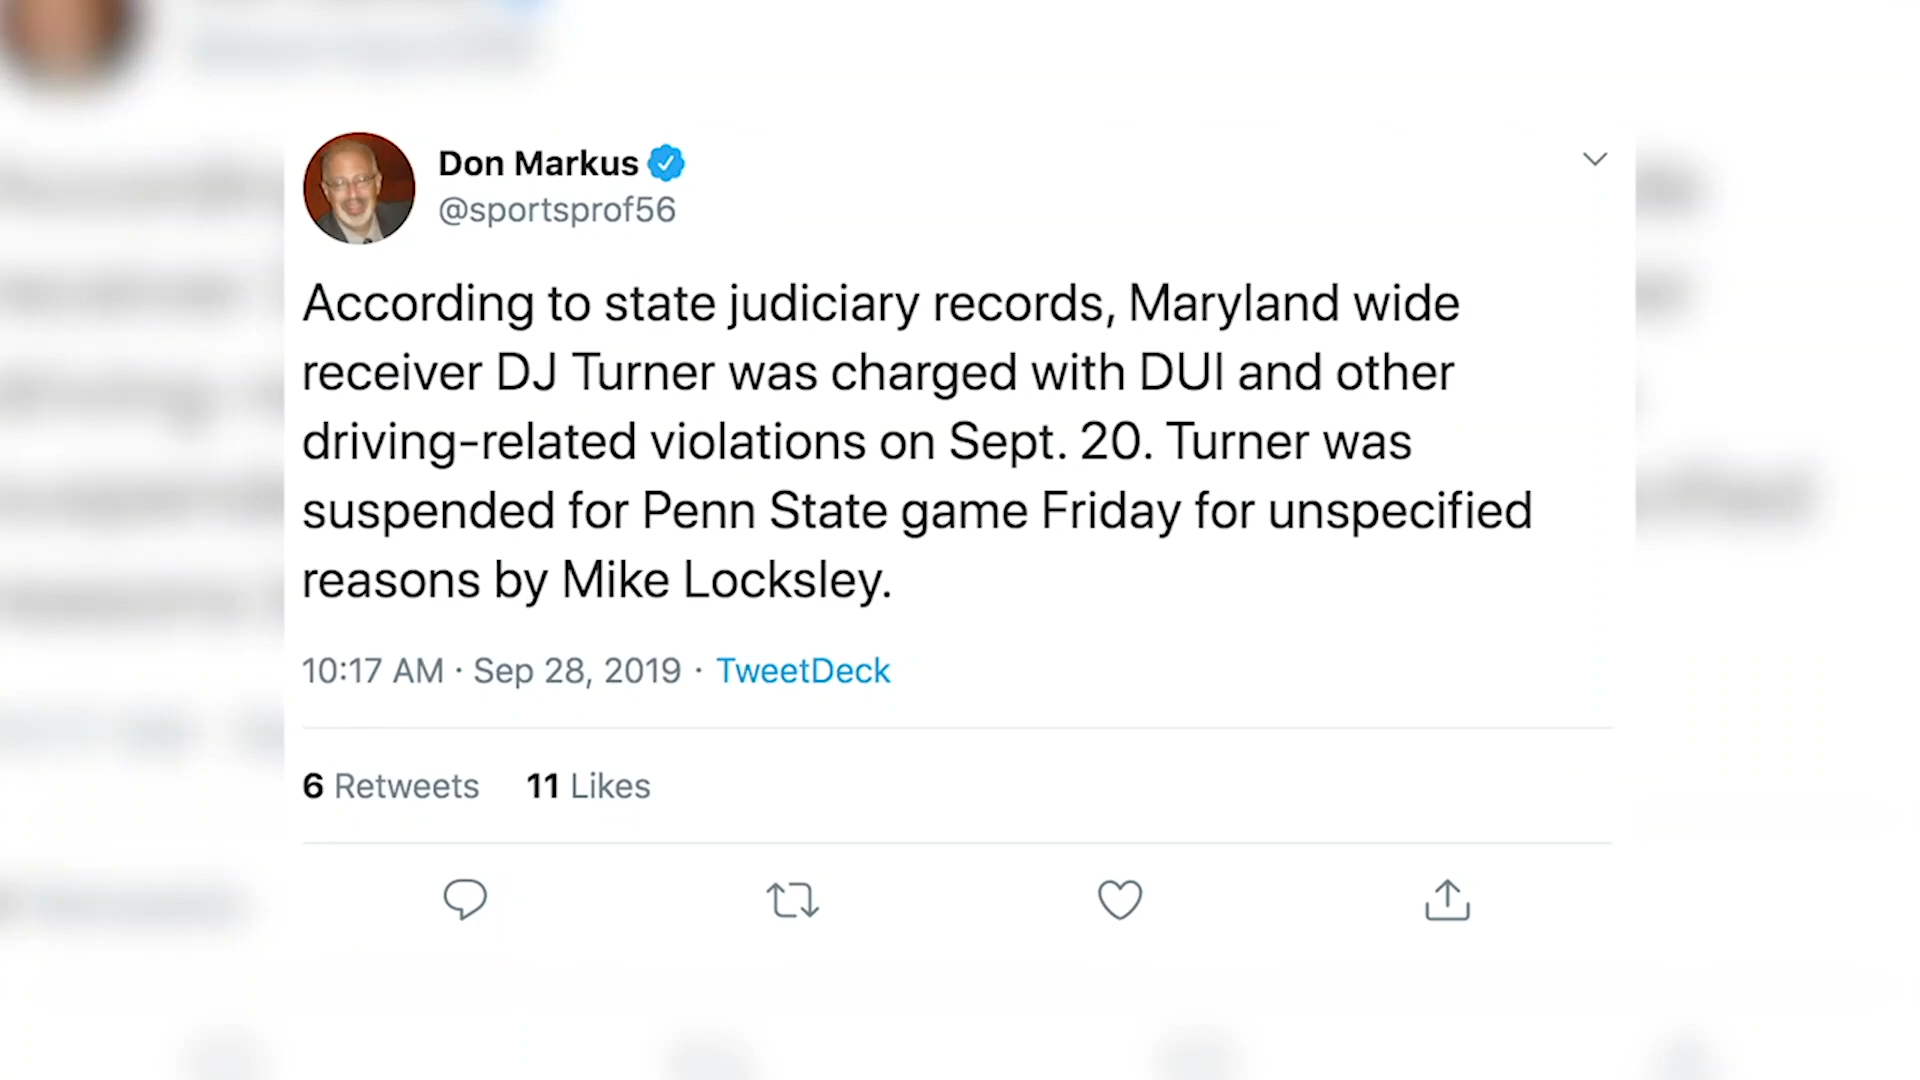 Don Markus
@sportsprof56
According to state judiciary records, Maryland wide
receiver DJ Turner was charged with DUI and other
driving-related violations on Sept. 20. Turner was
suspended for Penn State game Friday for unspecified
reasons by Mike Locksley.
10:17 AM · Sep 28, 2019 · TweetDeck
6 Retweets 11 Likes